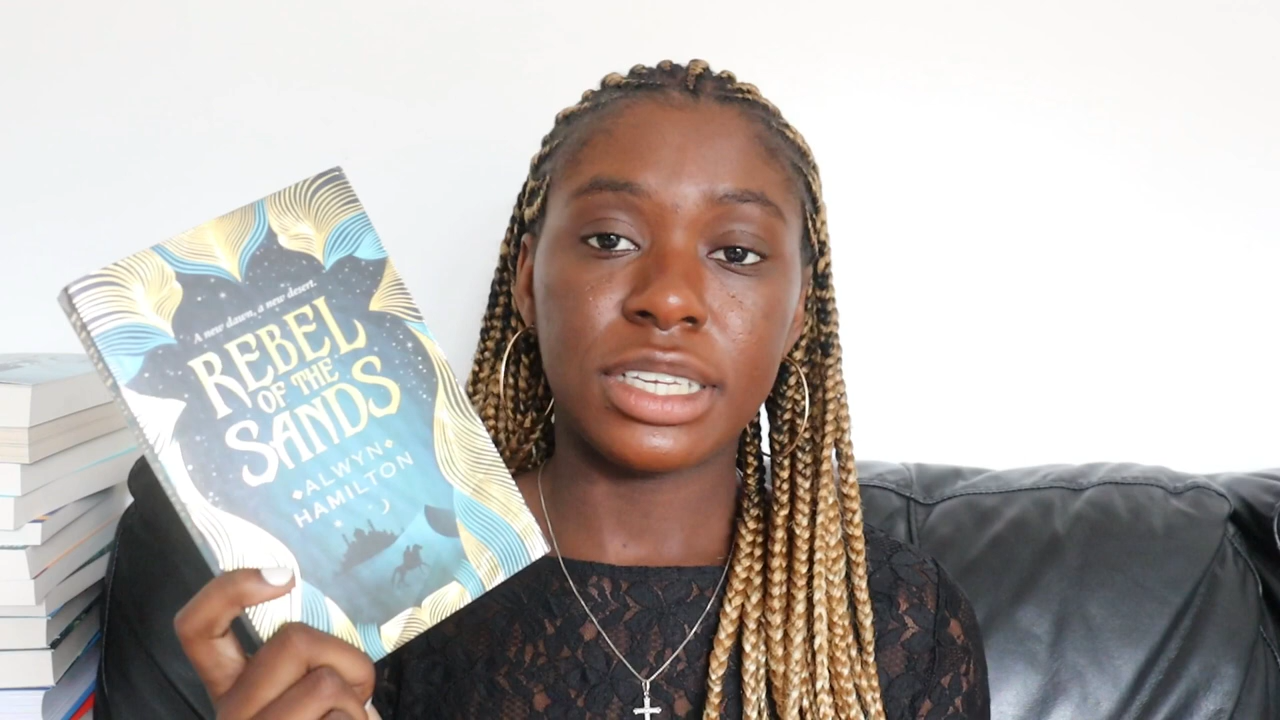 A new dawn, a new desert.
REBEL
OF THE
SANDS
ALWYN
HAMILTON